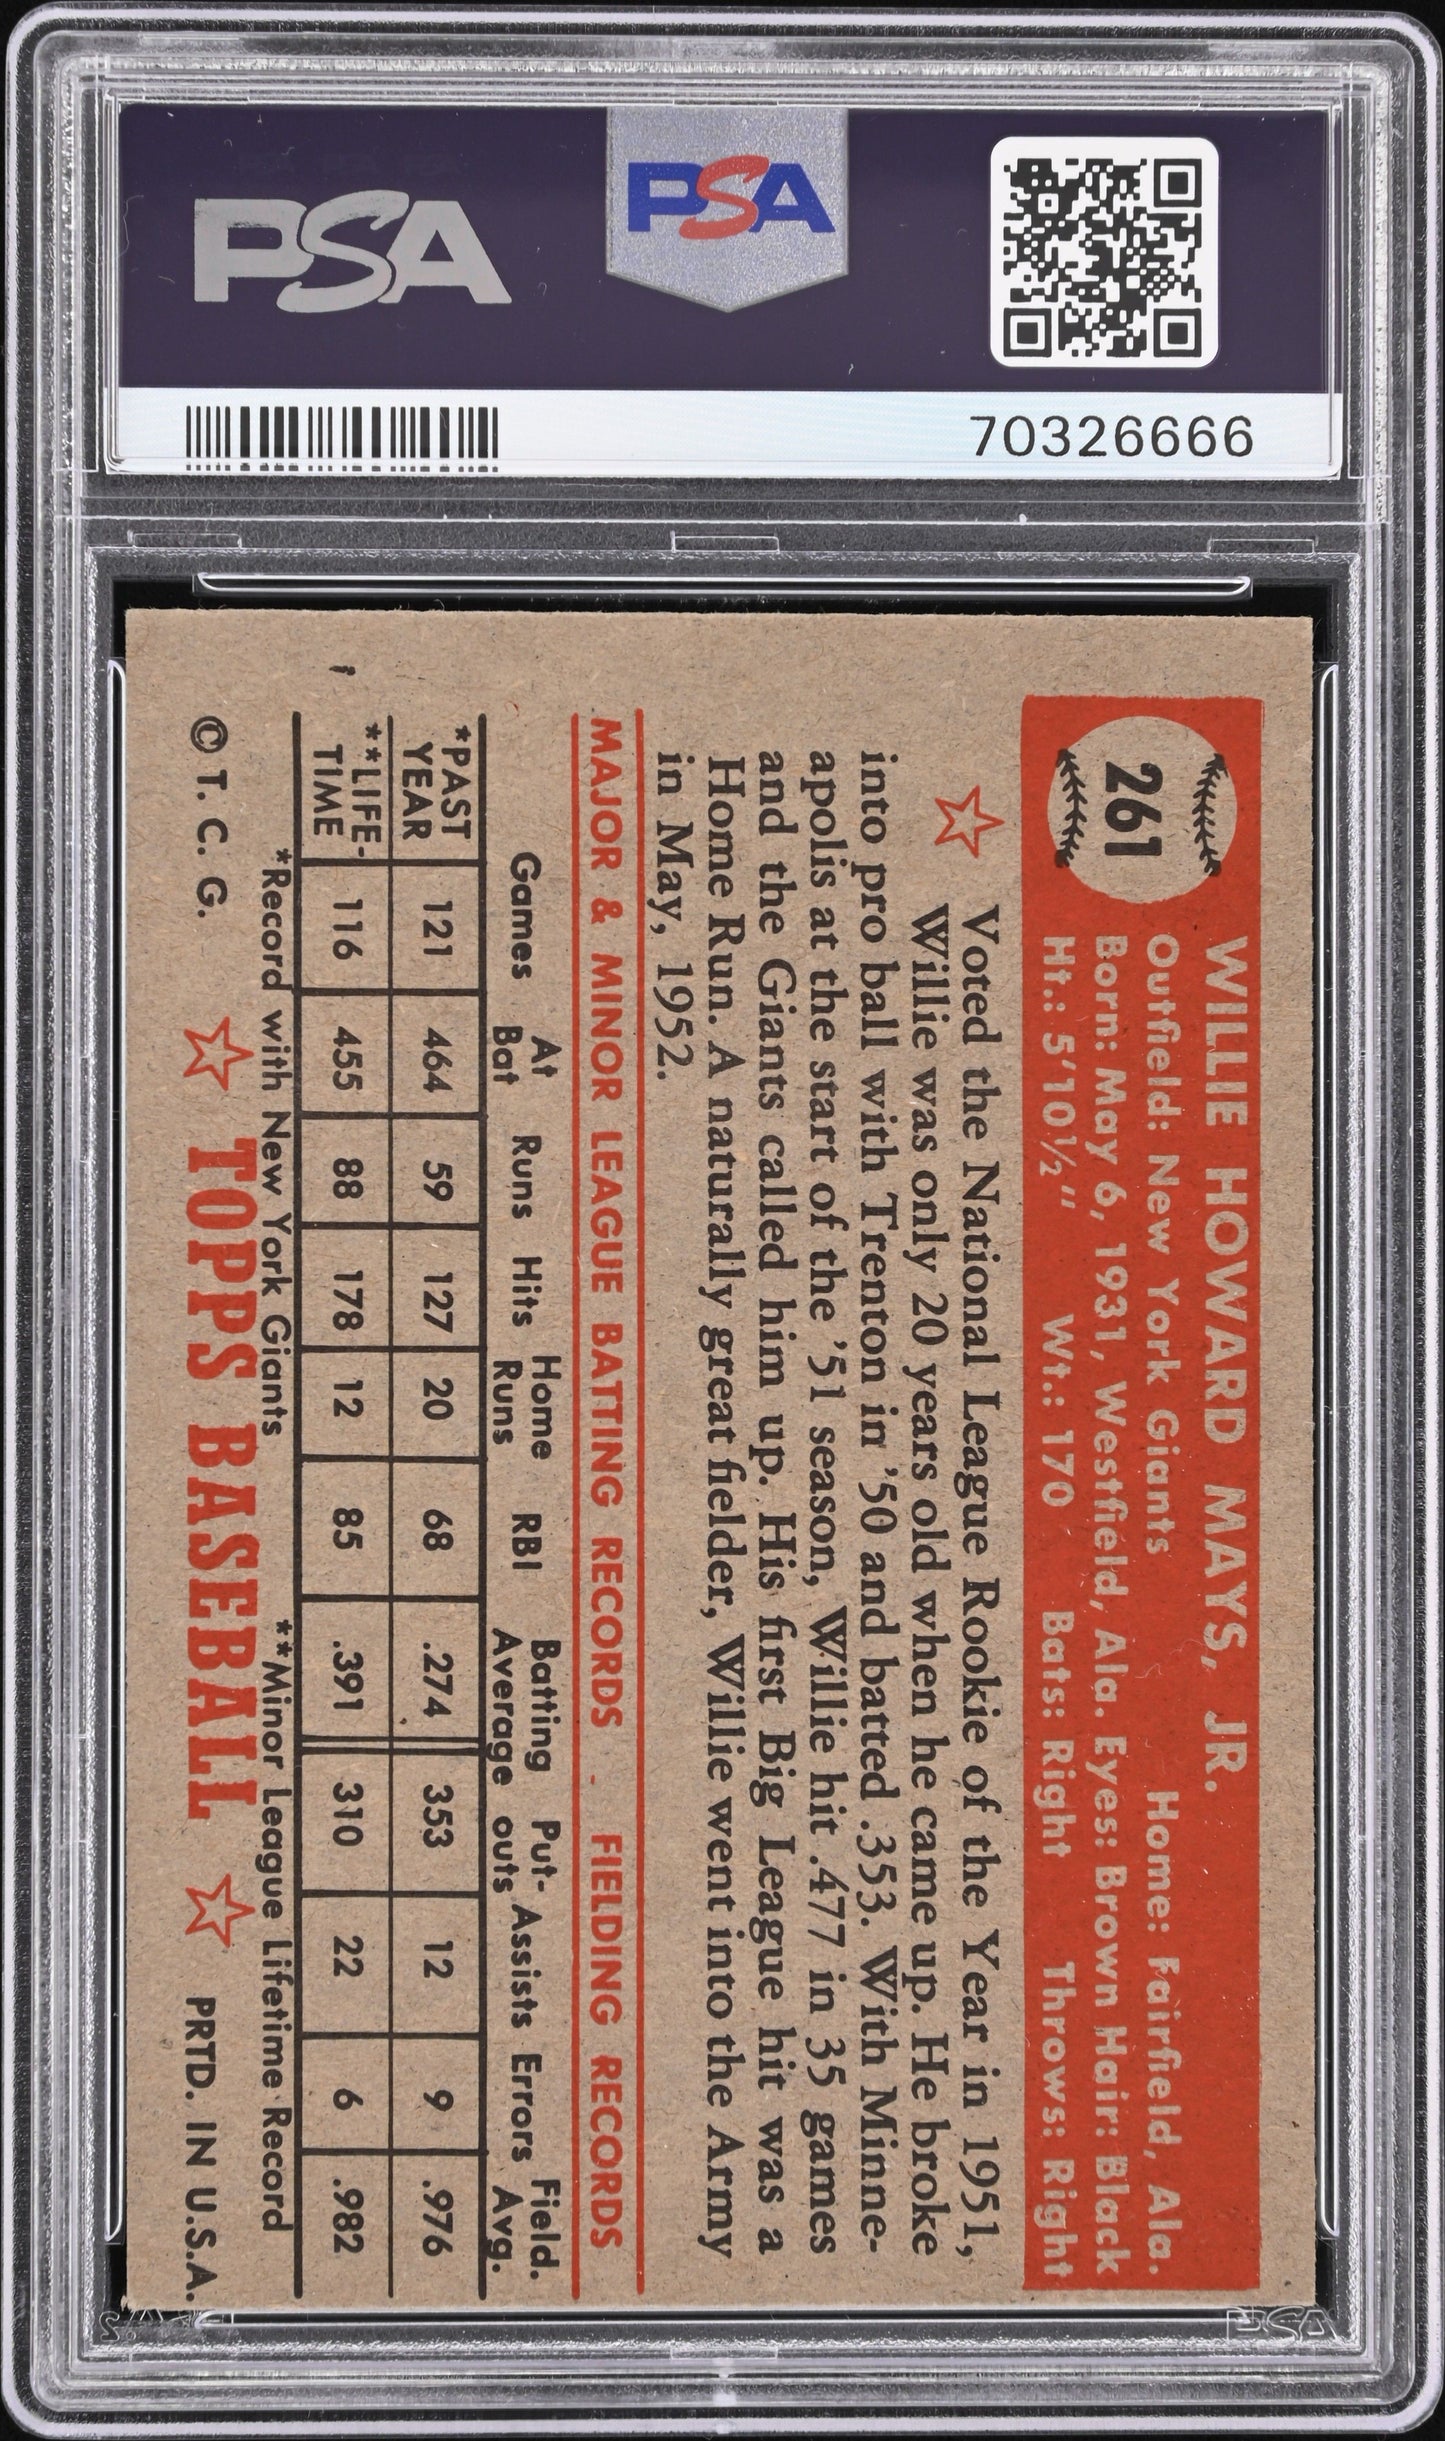 PSA
PSA
70326666
261
WILLIE HOWARD MAYS, JR.
Outfield: New York Giants Home: Fairfield, Ala.
Born: May 6, 1931, Westfield, Ala. Eyes: Brown Hair: Black
Ht.: 5'10½" Wt.: 170 Bats: Right Throws: Right
Voted the National League Rookie of the Year in 1951,
Willie was only 20 years old when he came up. He broke
into pro ball with Trenton in '50 and batted .353. With Minne-
apolis at the start of the '51 season, Willie hit .477 in 35 games
and the Giants called him up. His first Big League hit was a
Home Run. A naturally great fielder, Willie went into the Army
in May, 1952.
MAJOR & MINOR LEAGUE BATTING RECORDS - FIELDING RECORDS
Games At Bat Runs Hits Home Runs RBI Batting Average Put-outs Assists Errors Field. Avg.
*PAST YEAR 121 464 59 127 20 68 .274 353 12 9 .976
**LIFE-TIME 116 455 88 178 12 85 .391 310 22 6 .982
*Record with New York Giants **Minor League Lifetime Record
© T. C. G. TOPPS BASEBALL PRTD. IN U.S.A.
PSA